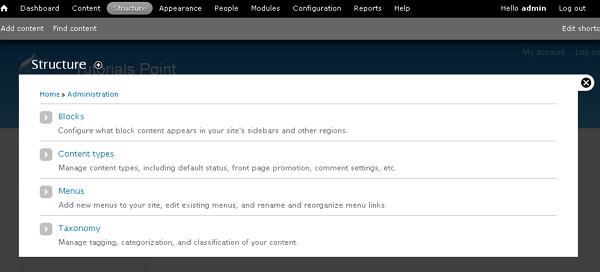 Dashboard Content Structure Appearance People Modules Configuration Reports Help Hello admin Log out
Add content Find content Edit shortc
My account Log ou
Tutorials Point
Structure
Home » Administration
Blocks
Configure what block content appears in your site's sidebars and other regions.
Content types
Manage content types, including default status, front page promotion, comment settings, etc.
Menus
Add new menus to your site, edit existing menus, and rename and reorganize menu links.
Taxonomy
Manage tagging, categorization, and classification of your content.